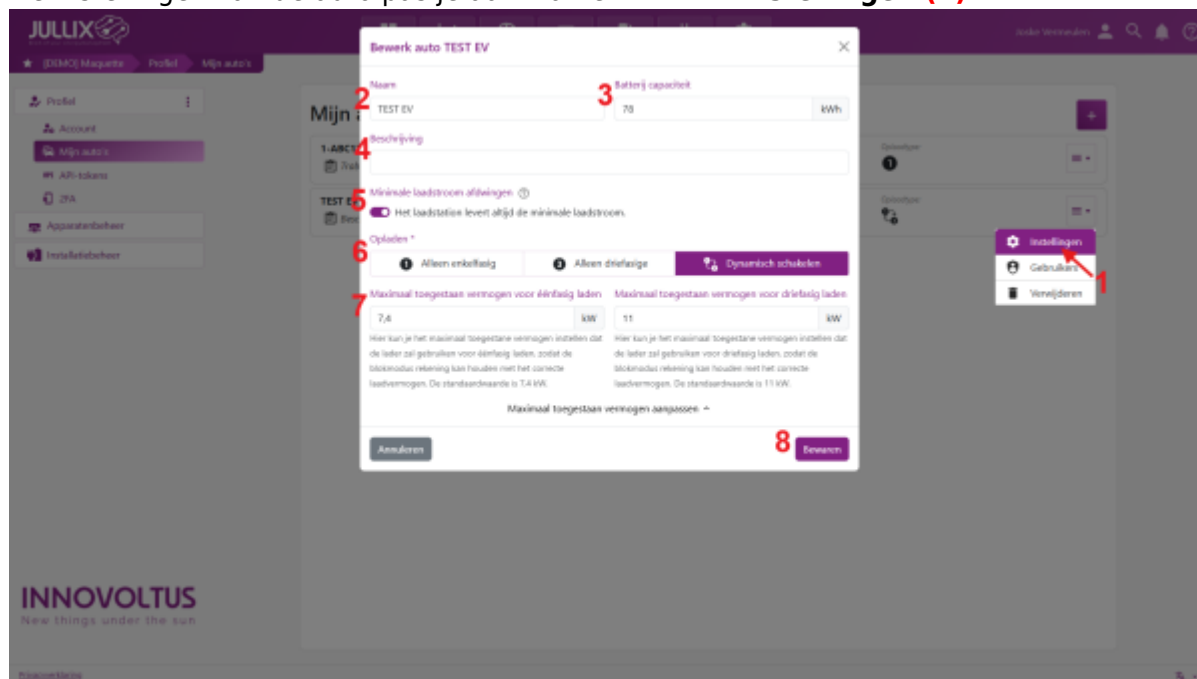 JULLIX
Joske Vermeulen
[DEMO] Maquette Profiel Mijn auto's
Profiel
Account
Mijn auto's
API-tokens
2FA
Apparatenbeheer
Installatiebeheer
Mijn
1-ABC1
TEST E
Bewerk auto TEST EV
2 Naam
TEST EV
3 Batterij capaciteit
78 kWh
4 Beschrijving
5 Minimale laadstroom afdwingen
Het laadstation levert altijd de minimale laadstroom.
6 Opladen *
1 Alleen enkelfasig
3 Alleen driefasige
Dynamisch schakelen
7 Maximaal toegestaan vermogen voor éénfasig laden
7,4 kW
Hier kun je het maximaal toegestane vermogen instellen dat
de lader zal gebruiken voor éénfasig laden, zodat de
blokmodus rekening kan houden met het correcte
laadvermogen. De standaardwaarde is 7,4 kW.
Maximaal toegestaan vermogen voor driefasig laden
11 kW
Hier kun je het maximaal toegestane vermogen instellen dat
de lader zal gebruiken voor driefasig laden, zodat de
blokmodus rekening kan houden met het correcte
laadvermogen. De standaardwaarde is 11 kW.
Maximaal toegestaan vermogen aanpassen
Annuleren
8 Bewaren
Instellingen
1
Gebruikers
Verwijderen
INNOVOLTUS
New things under the sun
Privacyverklaring